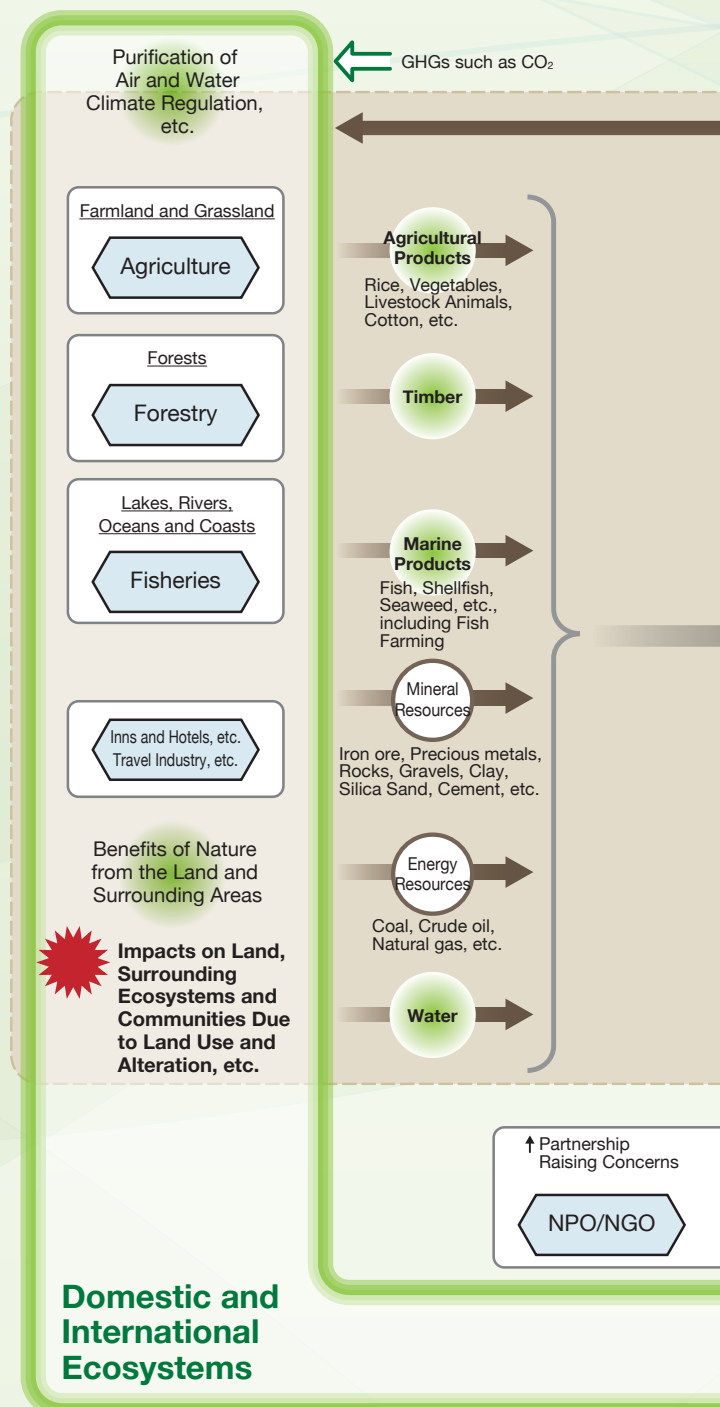 Purification of
Air and Water
Climate Regulation,
etc.
GHGs such as CO₂
Farmland and Grassland
Agriculture
Agricultural
Products
Rice, Vegetables,
Livestock Animals,
Cotton, etc.
Forests
Forestry
Timber
Lakes, Rivers,
Oceans and Coasts
Fisheries
Marine
Products
Fish, Shellfish,
Seaweed, etc.,
including Fish
Farming
Inns and Hotels, etc.
Travel Industry, etc.
Mineral
Resources
Iron ore, Precious metals,
Rocks, Gravels, Clay,
Silica Sand, Cement, etc.
Benefits of Nature
from the Land and
Surrounding Areas
Energy
Resources
Coal, Crude oil,
Natural gas, etc.
Impacts on Land,
Surrounding
Ecosystems and
Communities Due
to Land Use and
Alteration, etc.
Water
Partnership
Raising Concerns
NPO/NGO
Domestic and
International
Ecosystems